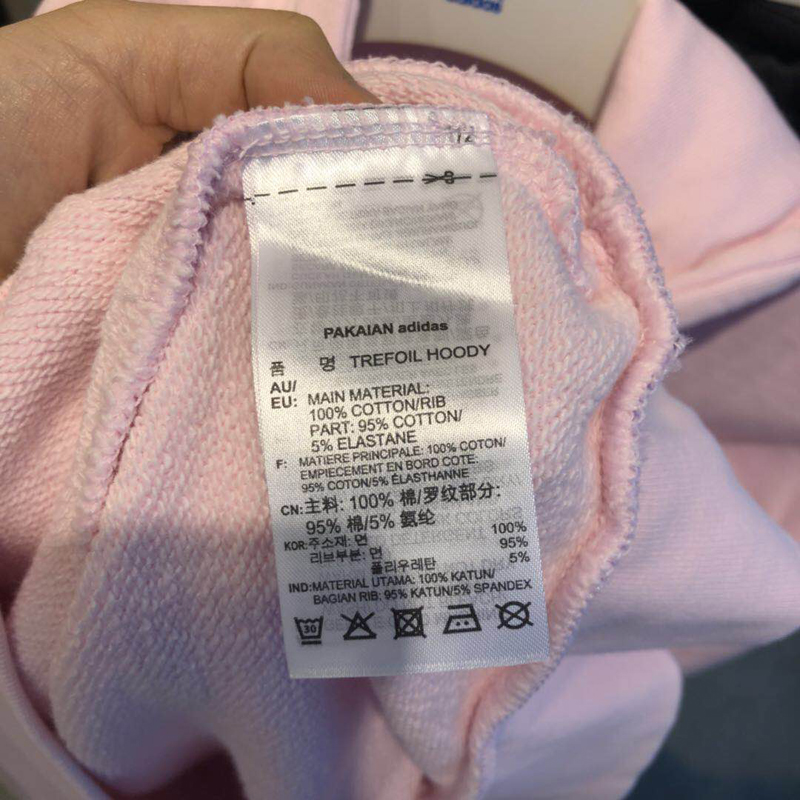 1/2
PAKAIAN adidas
품 명 TREFOIL HOODY
AU/
EU: MAIN MATERIAL:
100% COTTON/RIB
PART: 95% COTTON/
5% ELASTANE
F: MATIERE PRINCIPALE: 100% COTON/
EMPIECEMENT EN BORD COTE:
95% COTON/5% ÉLASTHANNE
CN: 主料: 100% 棉/罗纹部分:
95% 棉/5% 氨纶
KOR: 주소재: 면 100%
리브부분: 면 95%
폴리우레탄 5%
IND: MATERIAL UTAMA: 100% KATUN/
BAGIAN RIB: 95% KATUN/5% SPANDEX
30